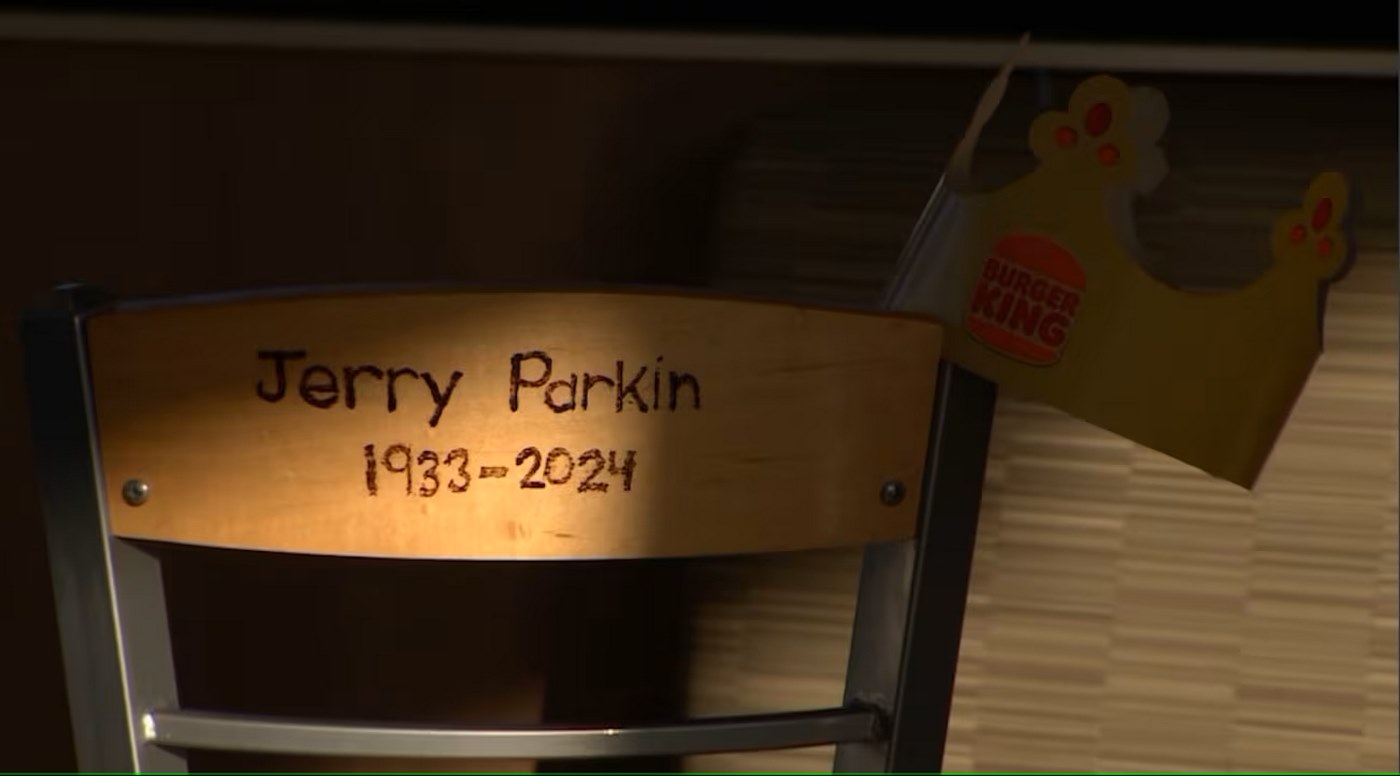 Jerry Parkin
1933-2024
BURGER
KING